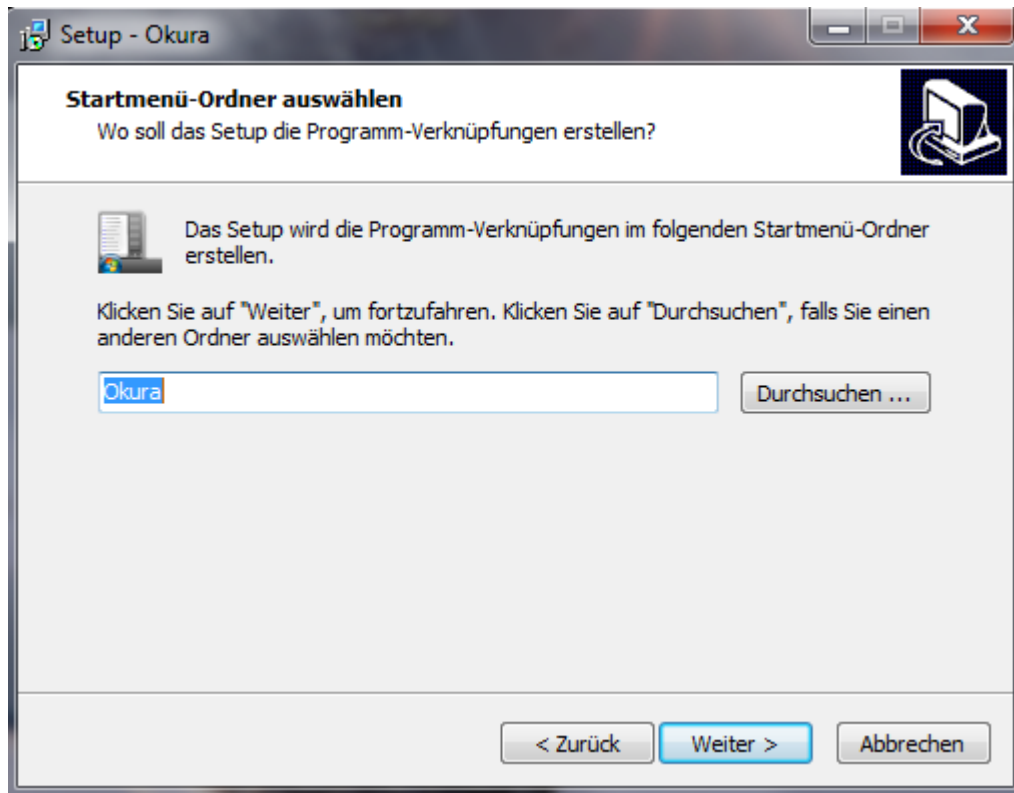 Setup - Okura
Startmenü-Ordner auswählen
Wo soll das Setup die Programm-Verknüpfungen erstellen?
Das Setup wird die Programm-Verknüpfungen im folgenden Startmenü-Ordner
erstellen.
Klicken Sie auf "Weiter", um fortzufahren. Klicken Sie auf "Durchsuchen", falls Sie einen
anderen Ordner auswählen möchten.
Okura
Durchsuchen ...
< Zurück
Weiter >
Abbrechen